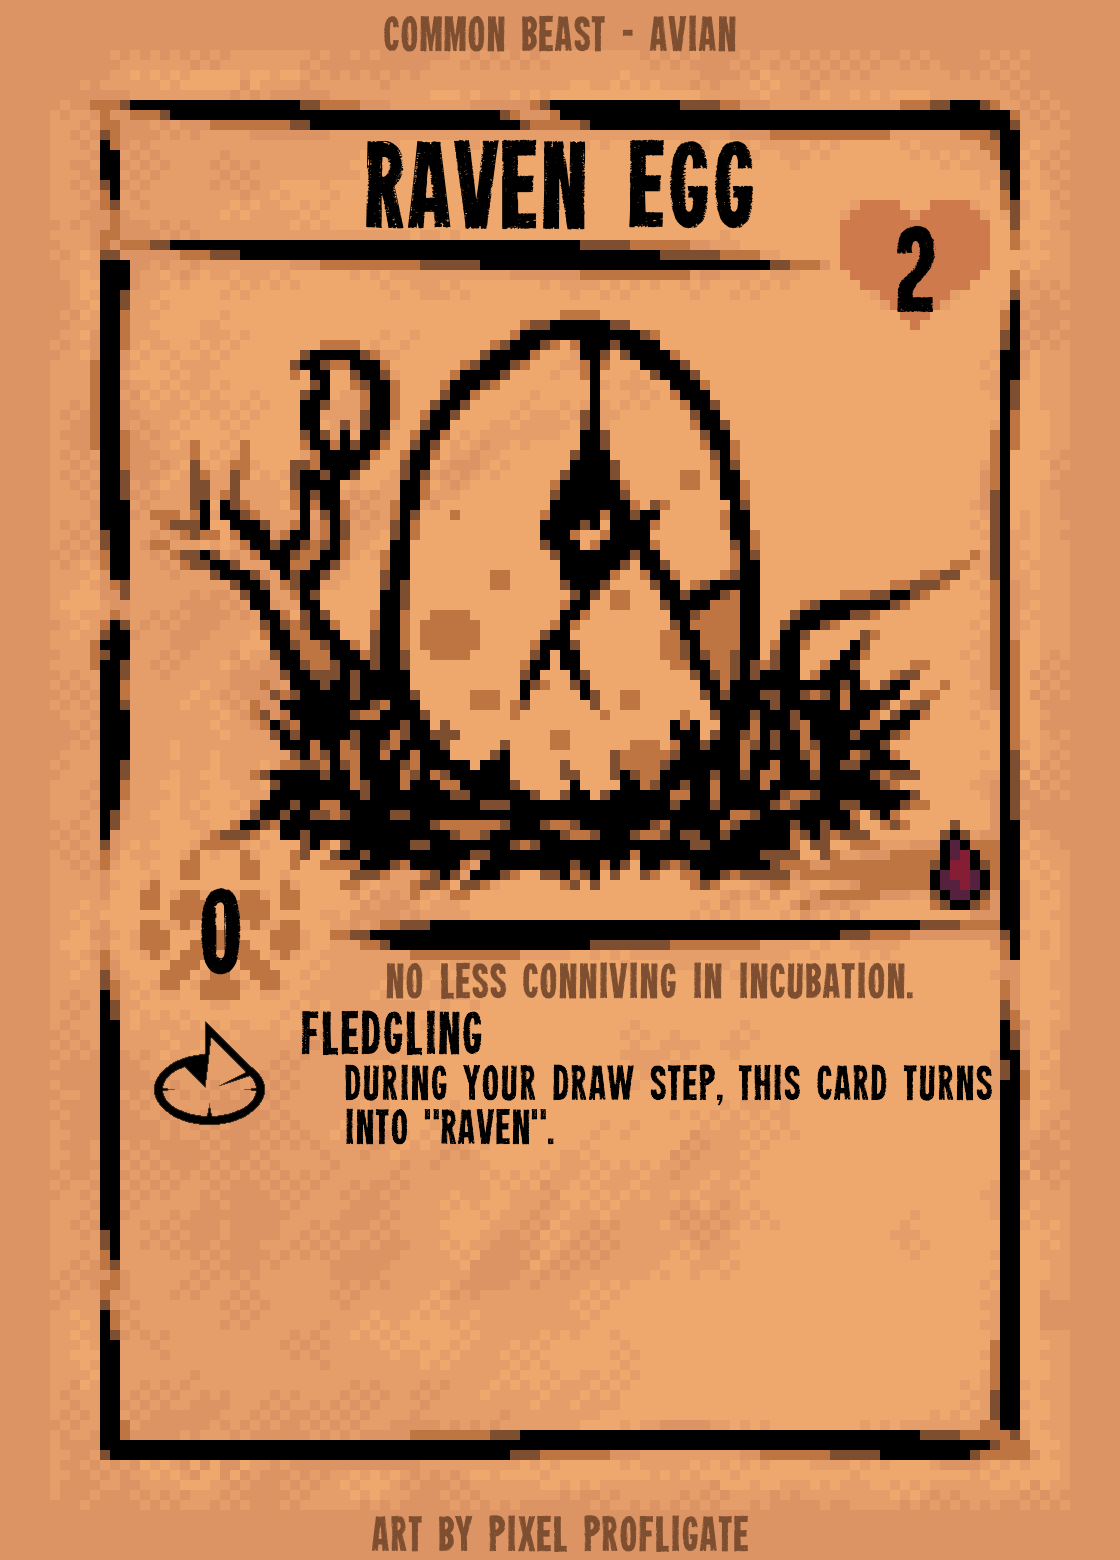 COMMON BEAST - AVIAN
RAVEN EGG
2
0
NO LESS CONNIVING IN INCUBATION.
FLEDGLING
DURING YOUR DRAW STEP, THIS CARD TURNS
INTO "RAVEN".
ART BY PIXEL PROFLIGATE